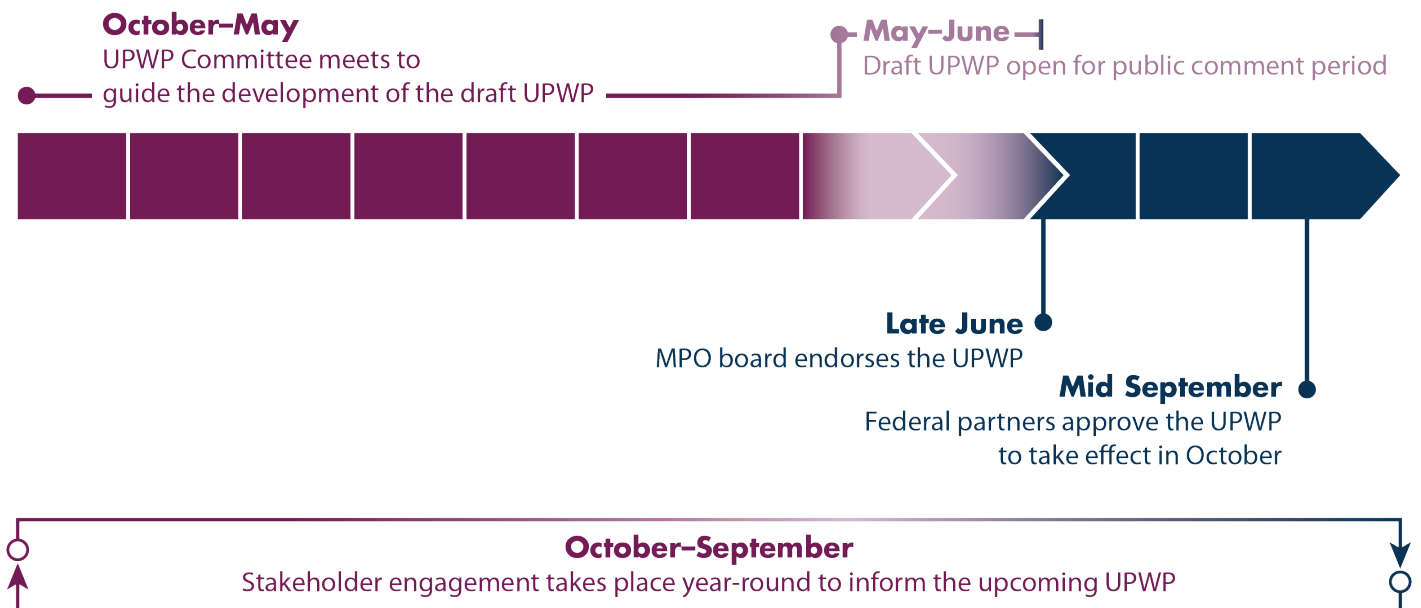 October–May
UPWP Committee meets to
guide the development of the draft UPWP
May–June
Draft UPWP open for public comment period
Late June
MPO board endorses the UPWP
Mid September
Federal partners approve the UPWP
to take effect in October
October–September
Stakeholder engagement takes place year-round to inform the upcoming UPWP